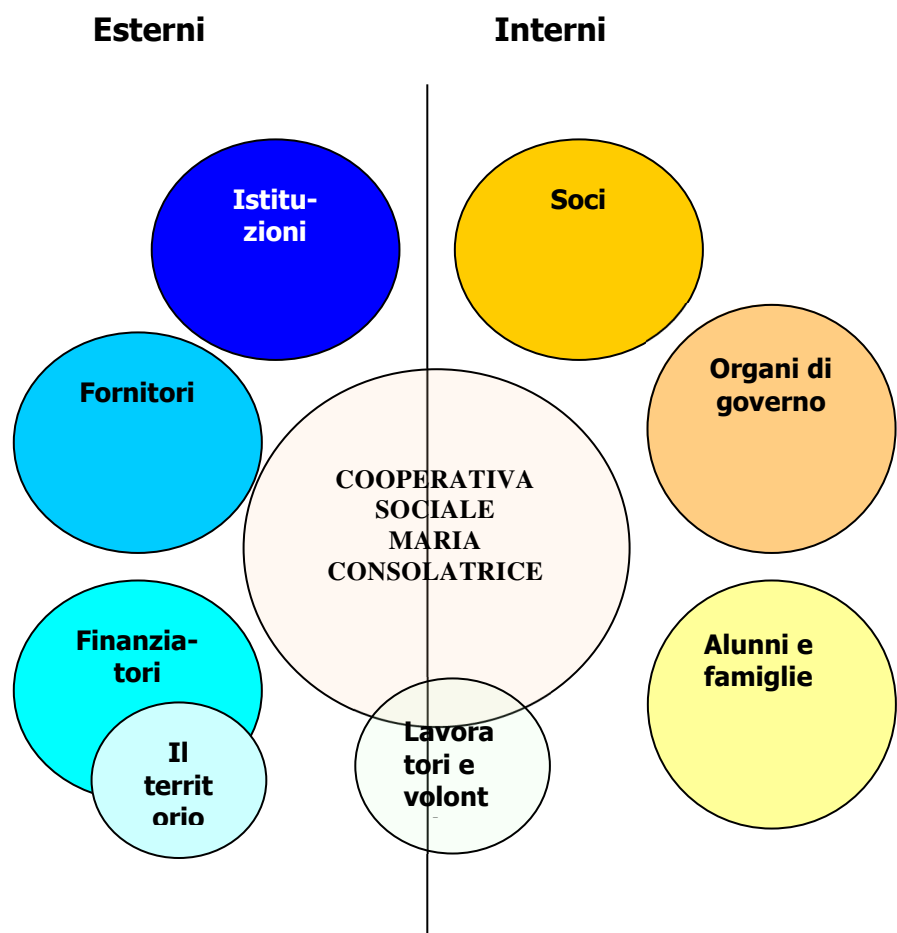 Esterni
Interni
Istitu-
zioni
Soci
Fornitori
Organi di
governo
COOPERATIVA
SOCIALE
MARIA
CONSOLATRICE
Finanzia-
tori
Alunni e
famiglie
Il
territ
orio
Lavora
tori e
volont